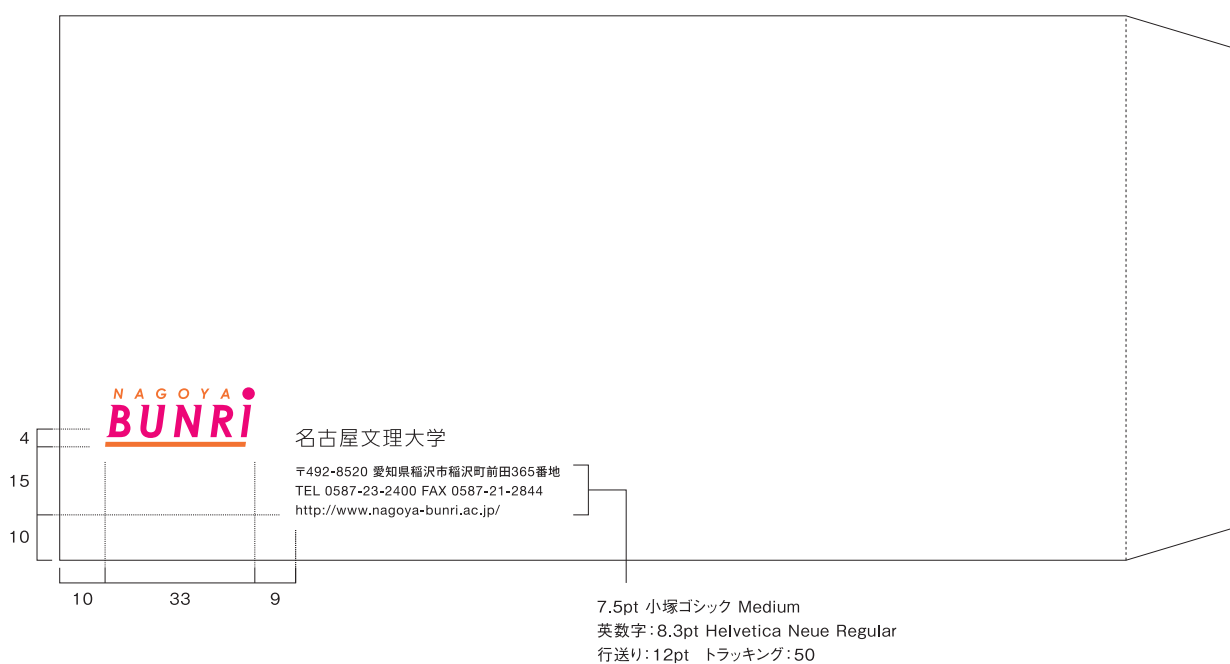 NAGOYA
BUNRi
名古屋文理大学
〒492-8520 愛知県稲沢市稲沢町前田365番地
TEL 0587-23-2400 FAX 0587-21-2844
http://www.nagoya-bunri.ac.jp/
4
15
10
10
33
9
7.5pt 小塚ゴシック Medium
英数字：8.3pt Helvetica Neue Regular
行送り：12pt トラッキング：50